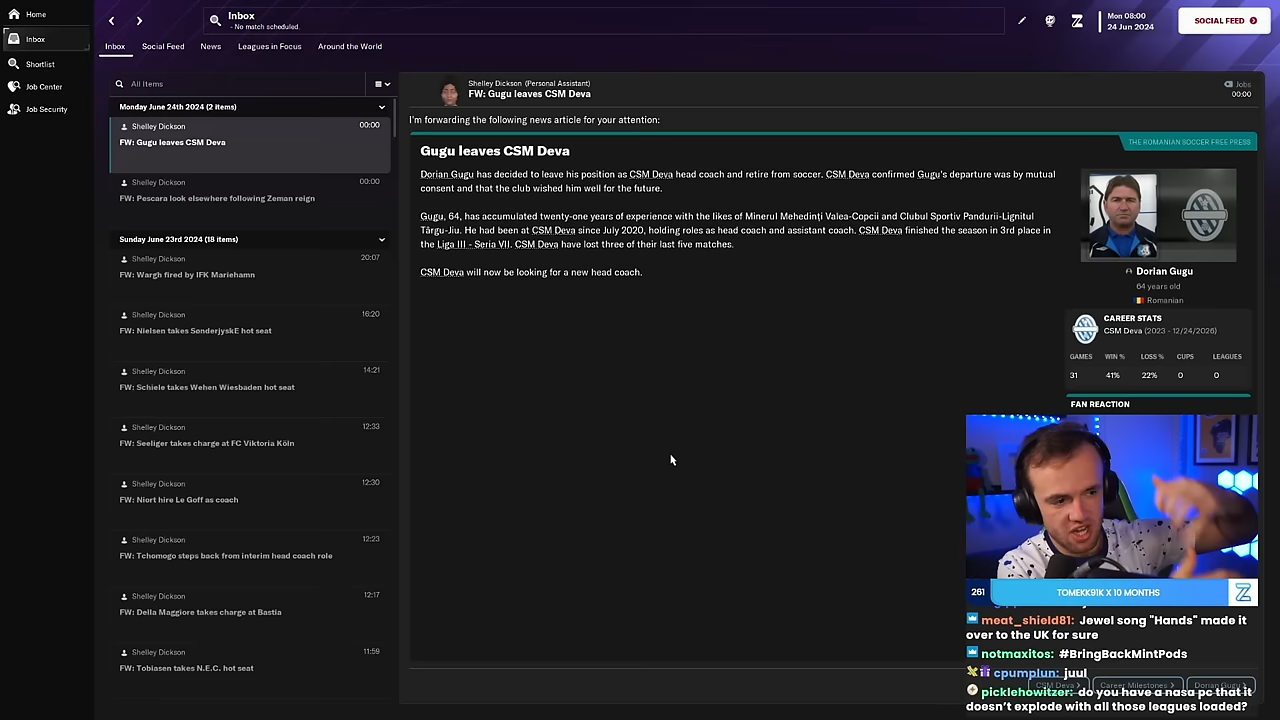 Home
Inbox
Shortlist
Job Center
Job Security
Inbox
- No match scheduled.
Mon 08:00
24 Jun 2024
SOCIAL FEED
Inbox
Social Feed
News
Leagues in Focus
Around the World
All Items
Monday June 24th 2024 (2 items)
Shelley Dickson 00:00
FW: Gugu leaves CSM Deva
Shelley Dickson 00:00
FW: Pescara look elsewhere following Zeman reign
Sunday June 23rd 2024 (18 items)
Shelley Dickson 20:07
FW: Wargh fired by IFK Mariehamn
Shelley Dickson 16:20
FW: Nielsen takes SønderjyskE hot seat
Shelley Dickson 14:21
FW: Schiele takes Wehen Wiesbaden hot seat
Shelley Dickson 12:33
FW: Seeliger takes charge at FC Viktoria Köln
Shelley Dickson 12:30
FW: Niort hire Le Goff as coach
Shelley Dickson 12:23
FW: Tchomogo steps back from interim head coach role
Shelley Dickson 12:17
FW: Della Maggiore takes charge at Bastia
Shelley Dickson 11:59
FW: Tobiasen takes N.E.C. hot seat
Shelley Dickson (Personal Assistant)
FW: Gugu leaves CSM Deva
Jobs
00:00
I'm forwarding the following news article for your attention:
THE ROMANIAN SOCCER FREE PRESS
Gugu leaves CSM Deva
Dorian Gugu has decided to leave his position as CSM Deva head coach and retire from soccer. CSM Deva confirmed Gugu's departure was by mutual
consent and that the club wished him well for the future.
Gugu, 64, has accumulated twenty-one years of experience with the likes of Minerul Mehedinți Valea-Copcii and Clubul Sportiv Pandurii-Lignitul
Târgu-Jiu. He had been at CSM Deva since July 2020, holding roles as head coach and assistant coach. CSM Deva finished the season in 3rd place in
the Liga III - Seria VII. CSM Deva have lost three of their last five matches.
CSM Deva will now be looking for a new head coach.
Dorian Gugu
64 years old
Romanian
CAREER STATS
CSM Deva (2023 - 12/24/2026)
GAMES WIN % LOSS % CUPS LEAGUES
31 41% 22% 0 0
FAN REACTION
261 TOMEKK91K X 10 MONTHS Z
meat_shield81: Jewel song "Hands" made it
over to the UK for sure
notmaxitos: #BringBackMintPods
cpumplun: juul
CSM Deva > Career Milestones > Dorian Gugu >
picklehowitzer: do you have a nasa pc that it
doesn't explode with all those leagues loaded?